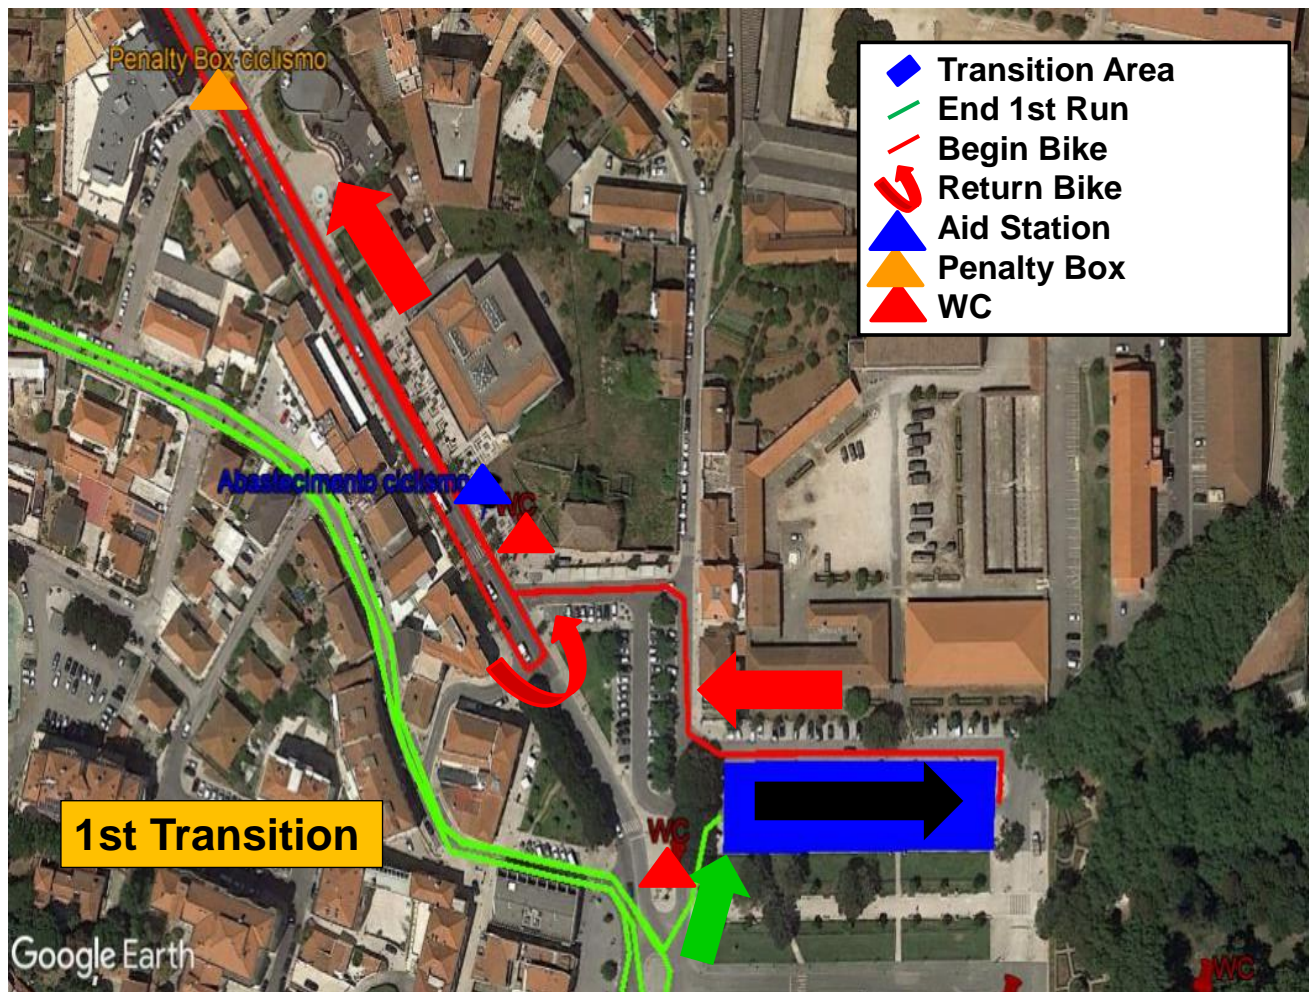 Penalty Box ciclismo
Transition Area
End 1st Run
Begin Bike
Return Bike
Aid Station
Penalty Box
WC
Abastecimento ciclismo
WC
1st Transition
WC
Google Earth
WC